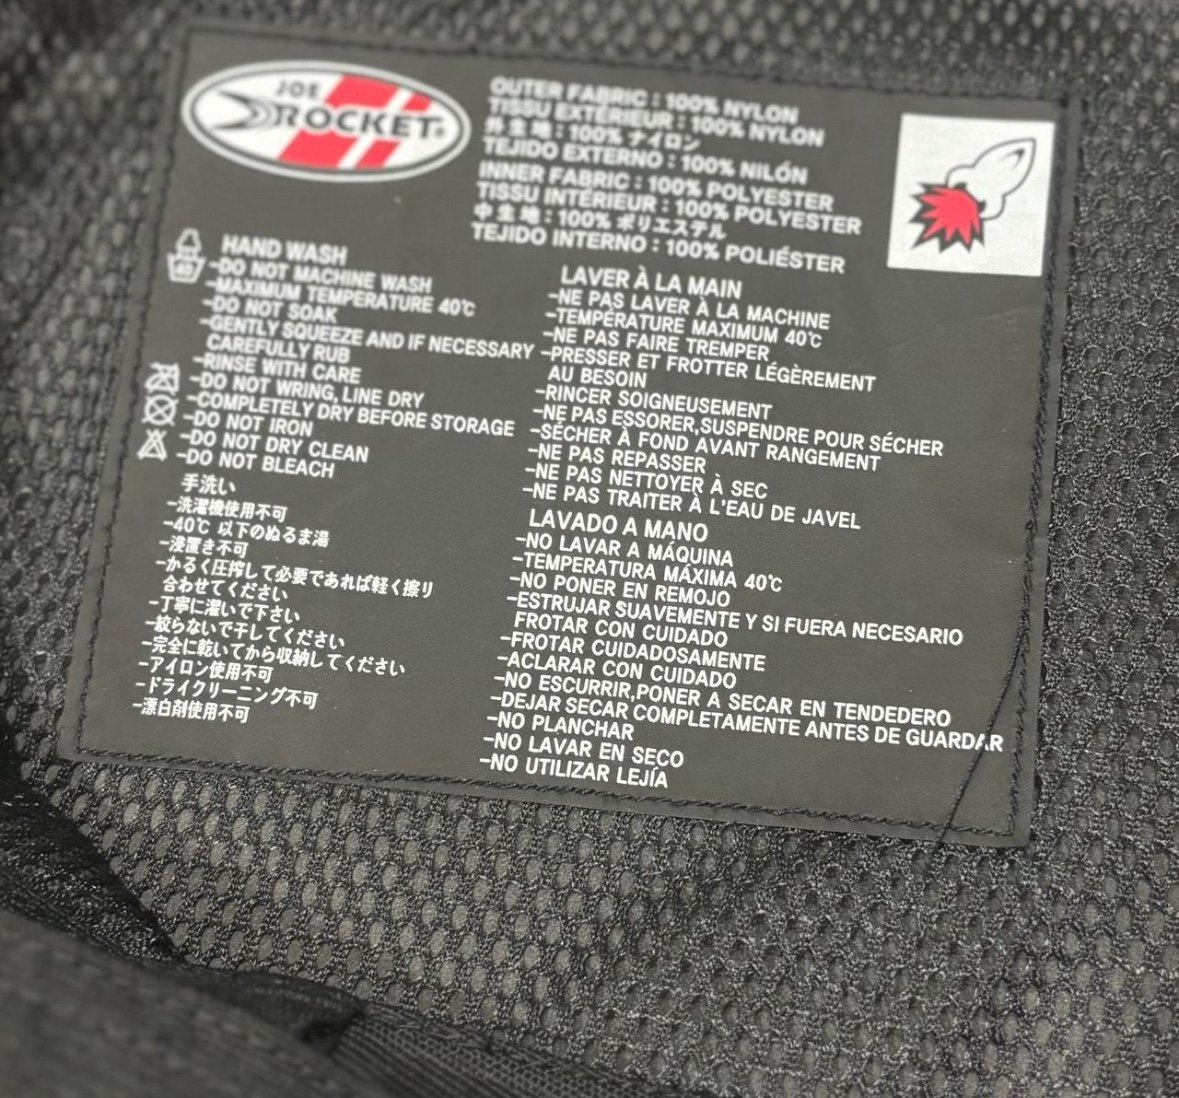 JOE
ROCKET®
OUTER FABRIC : 100% NYLON
TISSU EXTÉRIEUR : 100% NYLON
外生地 : 100% ナイロン
TEJIDO EXTERNO : 100% NILÓN
INNER FABRIC : 100% POLYESTER
TISSU INTÉRIEUR : 100% POLYESTER
中生地 : 100% ポリエステル
TEJIDO INTERNO : 100% POLIÉSTER
40
HAND WASH
-DO NOT MACHINE WASH
-MAXIMUM TEMPERATURE 40℃
-DO NOT SOAK
-GENTLY SQUEEZE AND IF NECESSARY
CAREFULLY RUB
-RINSE WITH CARE
-DO NOT WRING, LINE DRY
-COMPLETELY DRY BEFORE STORAGE
-DO NOT IRON
-DO NOT DRY CLEAN
-DO NOT BLEACH
手洗い
-洗濯機使用不可
-40℃ 以下のぬるま湯
-浸置き不可
-かるく圧搾して必要であれば軽く擦り
合わせてください
-丁寧に濯いで下さい
-絞らないで干してください
-完全に乾いてから収納してください
-アイロン使用不可
-ドライクリーニング不可
-漂白剤使用不可
LAVER À LA MAIN
-NE PAS LAVER À LA MACHINE
-TEMPÉRATURE MAXIMUM 40℃
-NE PAS FAIRE TREMPER
-PRESSER ET FROTTER LÉGÈREMENT
AU BESOIN
-RINCER SOIGNEUSEMENT
-NE PAS ESSORER,SUSPENDRE POUR SÉCHER
-SÉCHER À FOND AVANT RANGEMENT
-NE PAS REPASSER
-NE PAS NETTOYER À SEC
-NE PAS TRAITER À L'EAU DE JAVEL
LAVADO A MANO
-NO LAVAR A MÁQUINA
-TEMPERATURA MÁXIMA 40℃
-NO PONER EN REMOJO
-ESTRUJAR SUAVEMENTE Y SI FUERA NECESARIO
FROTAR CON CUIDADO
-FROTAR CUIDADOSAMENTE
-ACLARAR CON CUIDADO
-NO ESCURRIR,PONER A SECAR EN TENDEDERO
-DEJAR SECAR COMPLETAMENTE ANTES DE GUARDAR
-NO PLANCHAR
-NO LAVAR EN SECO
-NO UTILIZAR LEJÍA